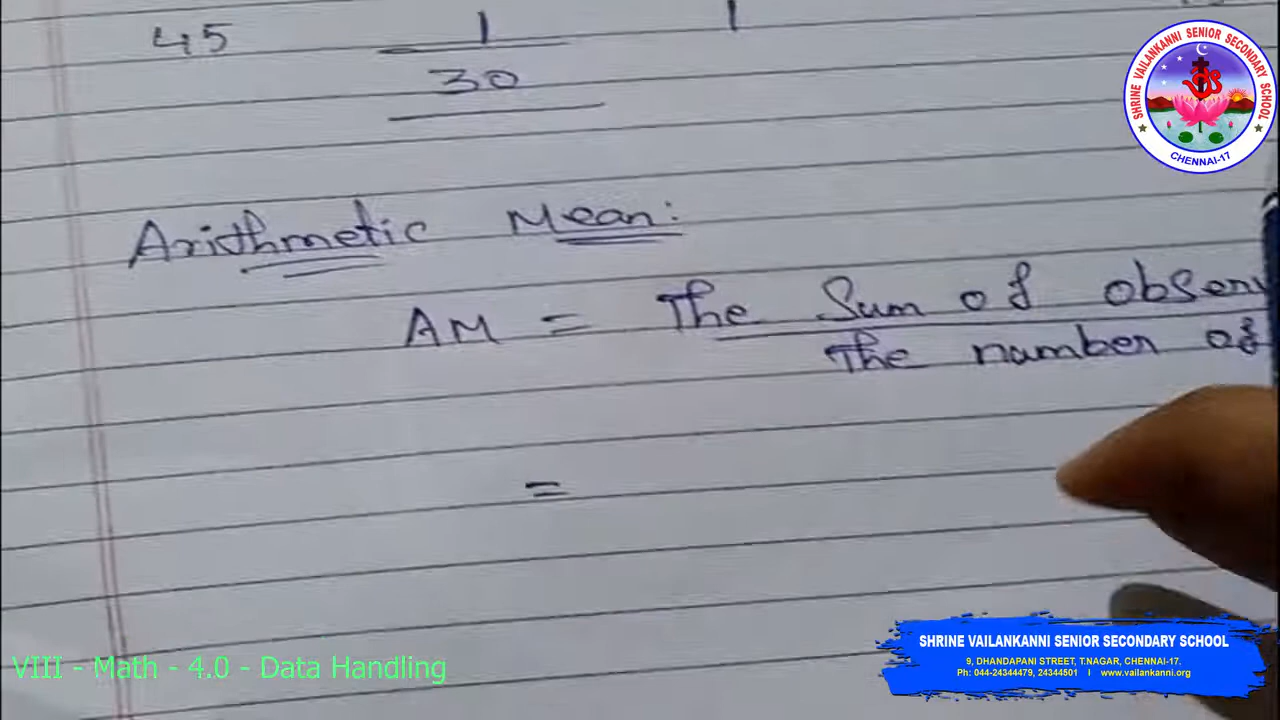 45 1 1
30
Arithmetic Mean:
AM = The Sum of observ
The number of
=
SHRINE VAILANKANNI SENIOR SECONDARY SCHOOL
CHENNAI-17
SHRINE VAILANKANNI SENIOR SECONDARY SCHOOL
9, DHANDAPANI STREET, T.NAGAR, CHENNAI-17.
Ph: 044-24344479, 24344501 I www.vailankanni.org
VIII - Math - 4.0 - Data Handling